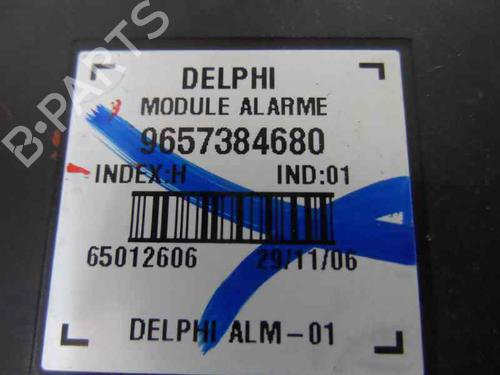 B-PARTS
DELPHI
MODULE ALARME
9657384680
INDEX:H IND:01
65012606 29/11/06
DELPHI ALM-01